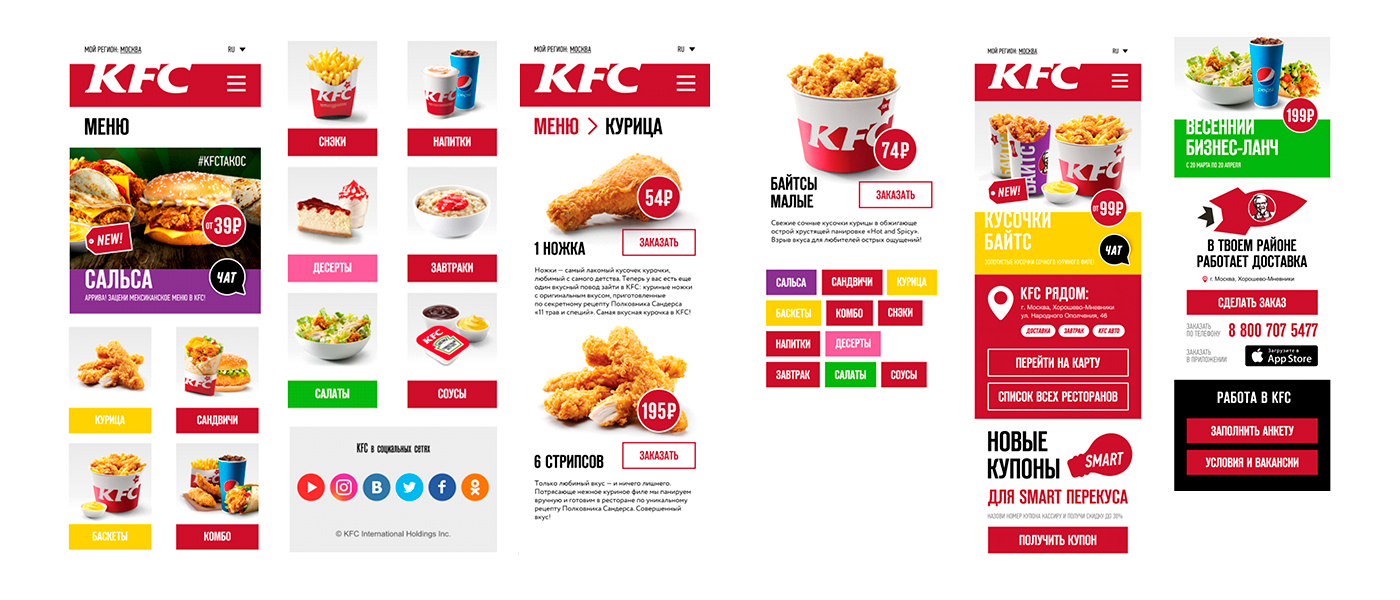 МОЙ РЕГИОН: МОСКВА
RU
KFC
МЕНЮ
#KFCТАКОС
ОТ 39₽
NEW!
САЛЬСА
ЧАТ
АРРИВА! ЗАЦЕНИ МЕКСИКАНСКОЕ МЕНЮ В KFC!
КУРИЦА
САНДВИЧИ
БАСКЕТЫ
КОМБО
СНЭКИ
НАПИТКИ
ДЕСЕРТЫ
ЗАВТРАКИ
САЛАТЫ
СОУСЫ
KFC в социальных сетях
© KFC International Holdings Inc.
МОЙ РЕГИОН: МОСКВА
RU
KFC
МЕНЮ > КУРИЦА
54₽
1 НОЖКА
ЗАКАЗАТЬ
Ножки — самый лакомый кусочек курочки,
любимый с самого детства. Теперь у вас есть еще
один вкусный повод зайти в KFC: куриные ножки
с оригинальным вкусом, приготовленные
по секретному рецепту Полковника Сандерса
«11 трав и специй». Самая вкусная курочка в KFC!
195₽
6 СТРИПСОВ
ЗАКАЗАТЬ
Только любимый вкус — и ничего лишнего.
Потрясающе нежное куриное филе мы панируем
вручную и готовим в ресторане по уникальному
рецепту Полковника Сандерса. Совершенный
вкус!
KFC
74₽
БАЙТСЫ
МАЛЫЕ
ЗАКАЗАТЬ
Свежие сочные кусочки курицы в обжигающе
острой хрустящей панировке «Hot and Spicy».
Взрыв вкуса для любителей острых ощущений!
САЛЬСА
САНДВИЧИ
КУРИЦА
БАСКЕТЫ
КОМБО
СНЭКИ
НАПИТКИ
ДЕСЕРТЫ
ЗАВТРАК
САЛАТЫ
СОУСЫ
МОЙ РЕГИОН: МОСКВА
RU
KFC
БАЙТС
KFC
NEW!
ОТ 99₽
КУСОЧКИ
БАЙТС
ЧАТ
ЗОЛОТИСТЫЕ КУСОЧКИ СОЧНОГО КУРИНОГО ФИЛЕ!
KFC РЯДОМ:
г. Москва, Хорошево-Мневники
ул. Народного Ополчения, 46
ДОСТАВКА
ЗАВТРАК
KFC АВТО
ПЕРЕЙТИ НА КАРТУ
СПИСОК ВСЕХ РЕСТОРАНОВ
НОВЫЕ
КУПОНЫ
SMART
ДЛЯ SMART ПЕРЕКУСА
НАЗОВИ НОМЕР КУПОНА КАССИРУ И ПОЛУЧИ СКИДКУ ДО 30%
ПОЛУЧИТЬ КУПОН
pepsi
199₽
ВЕСЕННИЙ
БИЗНЕС-ЛАНЧ
С 20 МАРТА ПО 20 АПРЕЛЯ
В ТВОЕМ РАЙОНЕ
РАБОТАЕТ ДОСТАВКА
г. Москва, Хорошево-Мневники
СДЕЛАТЬ ЗАКАЗ
ЗАКАЗАТЬ
ПО ТЕЛЕФОНУ
8 800 707 5477
ЗАКАЗАТЬ
В ПРИЛОЖЕНИИ
Загрузите в
App Store
РАБОТА В KFC
ЗАПОЛНИТЬ АНКЕТУ
УСЛОВИЯ И ВАКАНСИИ